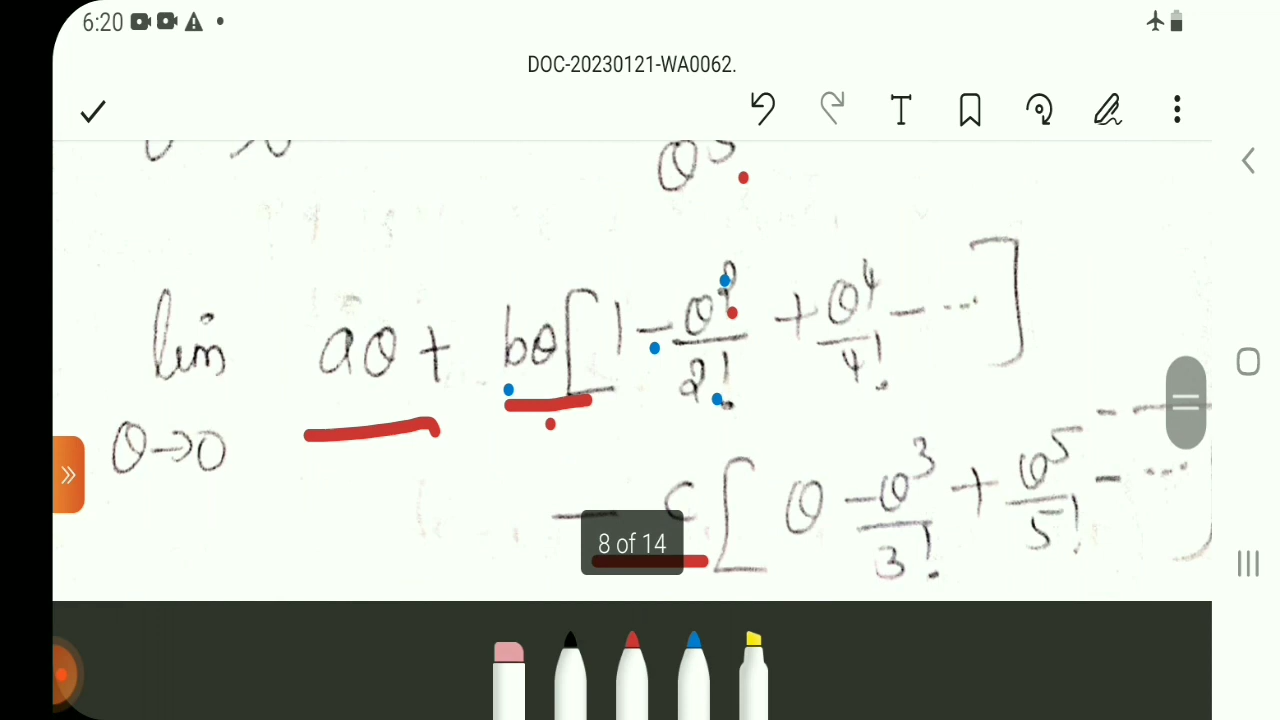 6:20
DOC-20230121-WA0062.
T
θ
lim aθ + bθ[1 - θ²/2! + θ⁴/4! - ...]
θ→0
- c[θ - θ³/3! + θ⁵/5! - ...]
8 of 14